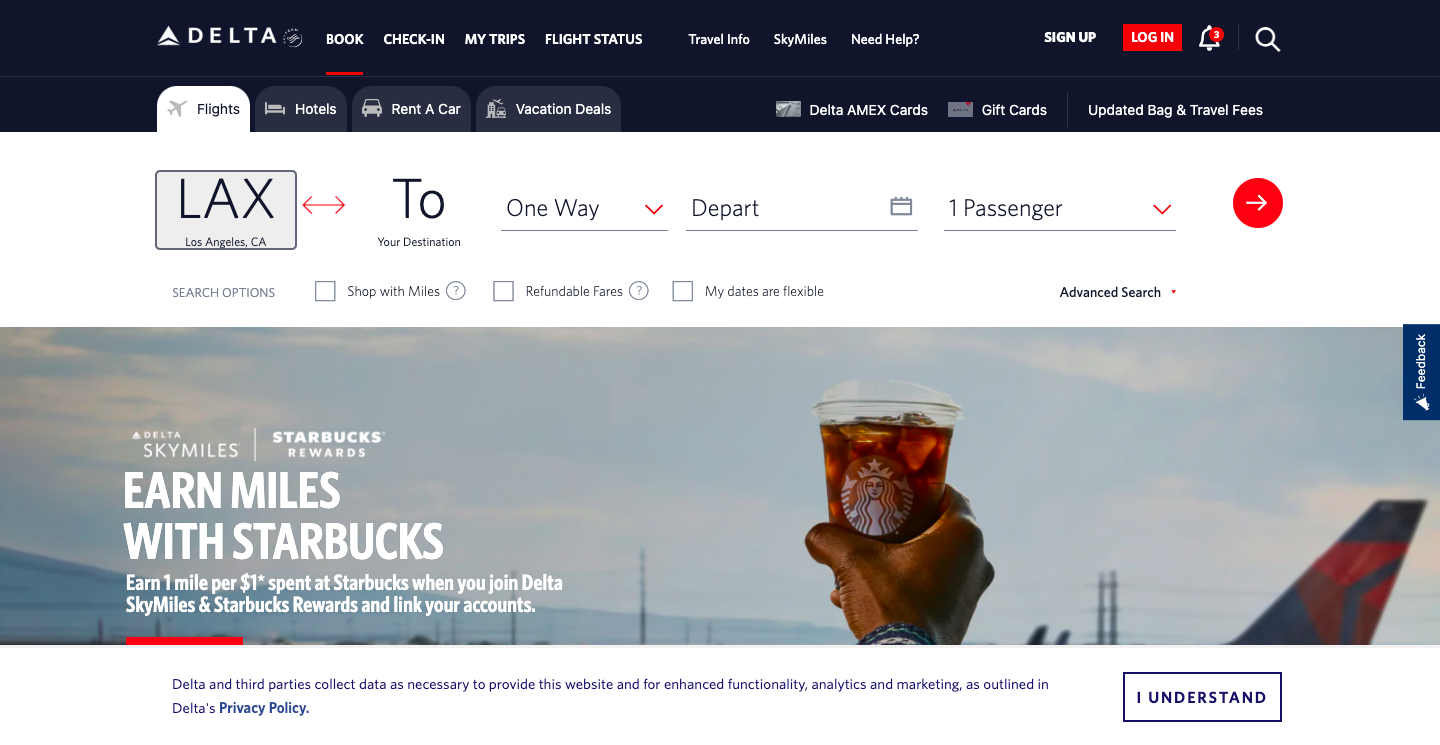 DELTA
BOOK
CHECK-IN
MY TRIPS
FLIGHT STATUS
Travel Info
SkyMiles
Need Help?
SIGN UP
LOG IN
3
Flights
Hotels
Rent A Car
Vacation Deals
Delta AMEX Cards
Gift Cards
Updated Bag & Travel Fees
LAX
Los Angeles, CA
To
Your Destination
One Way
Depart
1 Passenger
SEARCH OPTIONS
Shop with Miles ?
Refundable Fares ?
My dates are flexible
Advanced Search
Feedback
DELTA
SKYMILES
STARBUCKS®
REWARDS
EARN MILES
WITH STARBUCKS
Earn 1 mile per $1* spent at Starbucks when you join Delta
SkyMiles & Starbucks Rewards and link your accounts.
Delta and third parties collect data as necessary to provide this website and for enhanced functionality, analytics and marketing, as outlined in
Delta's Privacy Policy.
I UNDERSTAND